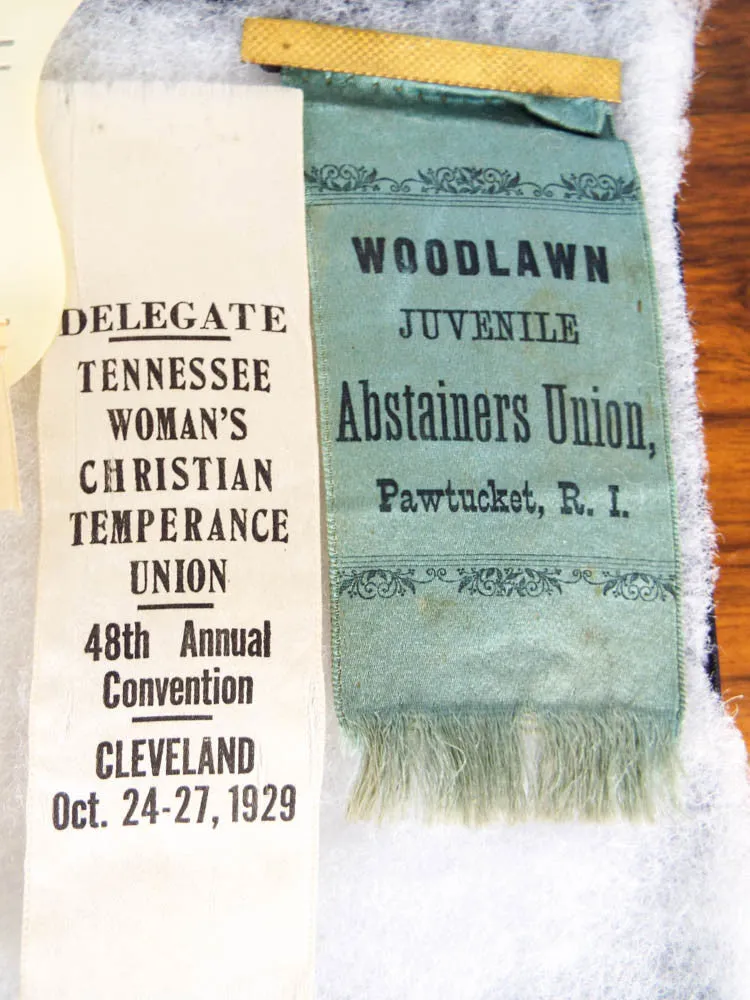 DELEGATE
TENNESSEE
WOMAN'S
CHRISTIAN
TEMPERANCE
UNION
48th Annual
Convention
CLEVELAND
Oct. 24-27, 1929
WOODLAWN
JUVENILE
Abstainers Union,
Pawtucket, R. I.